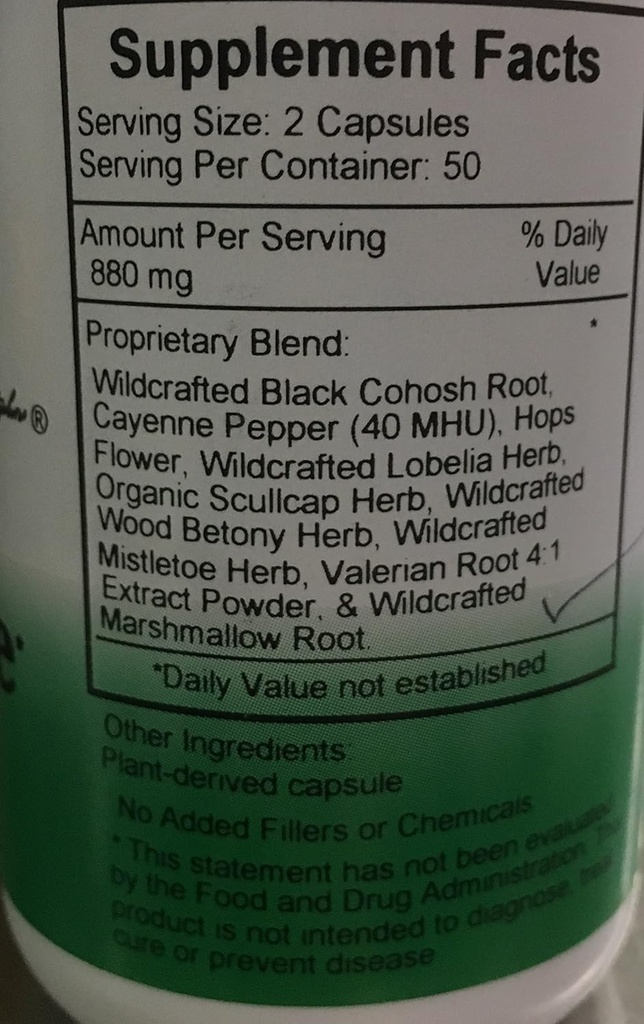 Supplement Facts
Serving Size: 2 Capsules
Serving Per Container: 50
Amount Per Serving % Daily
880 mg Value
Proprietary Blend: *
Wildcrafted Black Cohosh Root,
Cayenne Pepper (40 MHU), Hops
Flower, Wildcrafted Lobelia Herb,
Organic Scullcap Herb, Wildcrafted
Wood Betony Herb, Wildcrafted
Mistletoe Herb, Valerian Root 4:1
Extract Powder, & Wildcrafted
Marshmallow Root.
*Daily Value not established
Other Ingredients:
Plant-derived capsule
No Added Fillers or Chemicals
* This statement has not been evaluated
by the Food and Drug Administration. This
product is not intended to diagnose, treat
cure or prevent disease
®